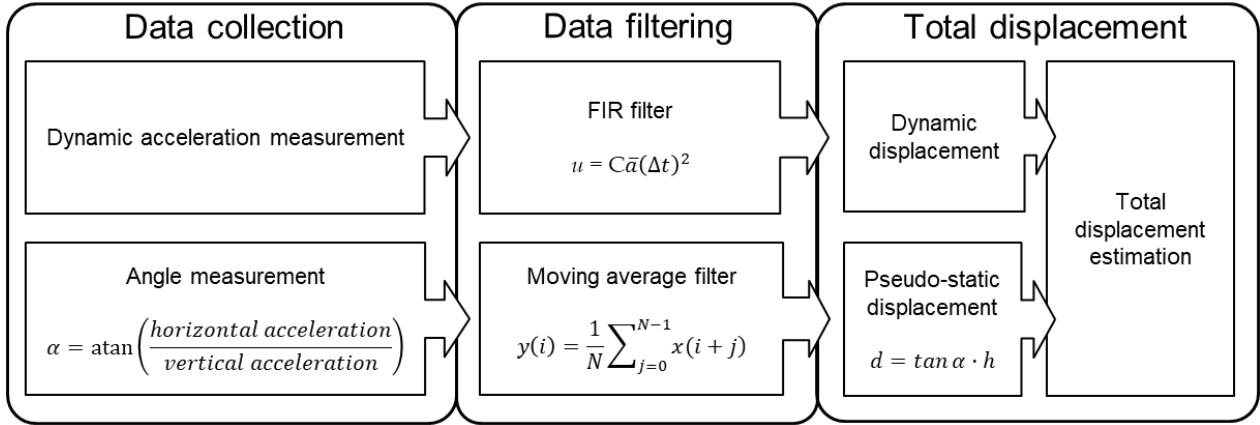 Data collection
Dynamic acceleration measurement
Angle measurement
α = atan(horizontal acceleration / vertical acceleration)
Data filtering
FIR filter
u = Cā(Δt)²
Moving average filter
y(i) = 1/N ∑_{j=0}^{N−1} x(i + j)
Total displacement
Dynamic
displacement
Pseudo-static
displacement
d = tan α · h
Total
displacement
estimation